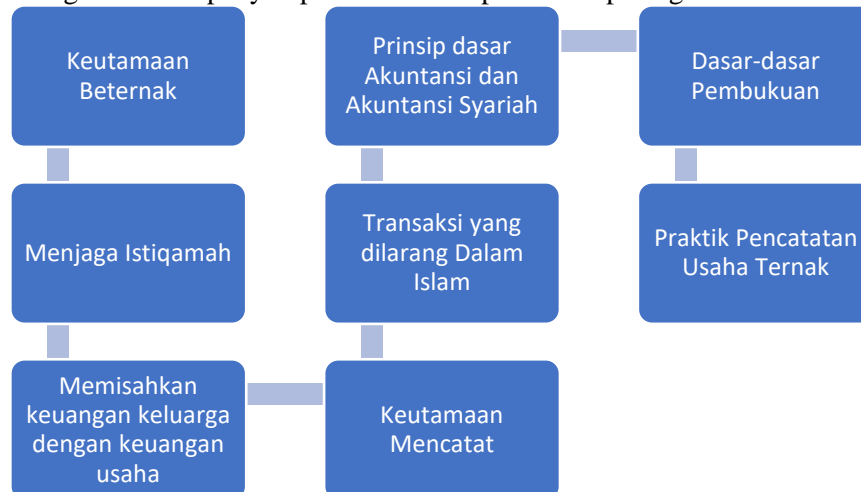 Keutamaan
Beternak
Menjaga Istiqamah
Memisahkan
keuangan keluarga
dengan keuangan
usaha
Keutamaan
Mencatat
Transaksi yang
dilarang Dalam
Islam
Prinsip dasar
Akuntansi dan
Akuntansi Syariah
Dasar-dasar
Pembukuan
Praktik Pencatatan
Usaha Ternak